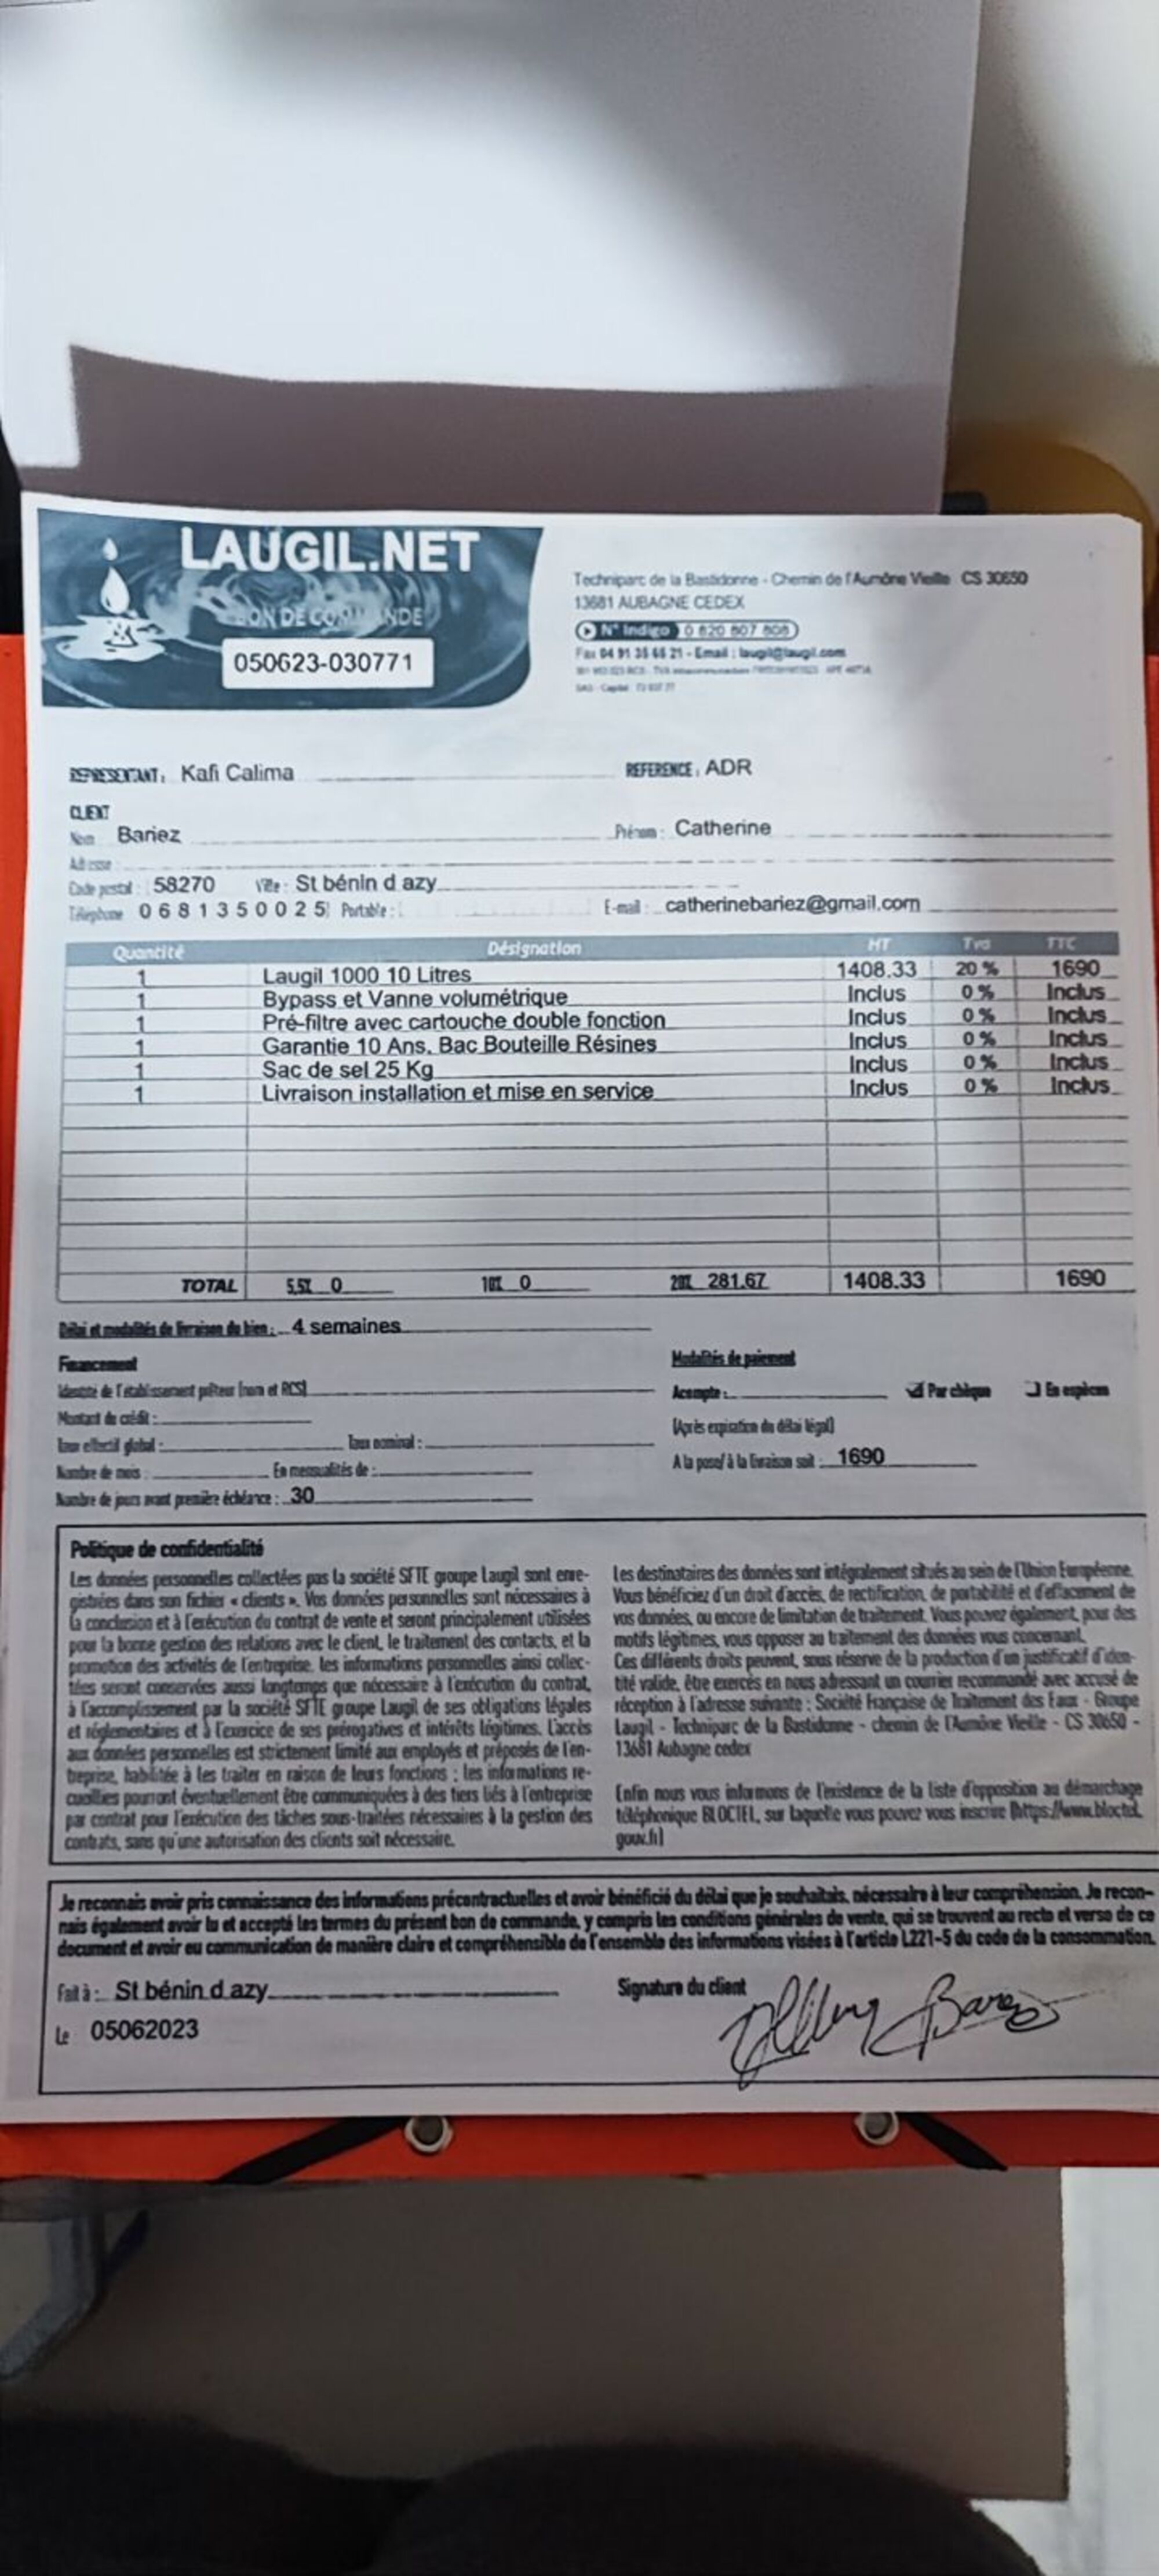 LAUGIL.NET
BON DE COMMANDE
050623-030771
Techniparc de la Bastidonne - Chemin de l'Aumône Vieille CS 30650
13681 AUBAGNE CEDEX
N° Indigo 0 820 807 808
Fax 04 91 35 65 21 - Email : laugil@laugil.com
REPRESENTANT : Kafi Calima
REFERENCE : ADR
CLIENT
Nom Bariez
Prénom : Catherine
Adresse
Code postal : 58270 Ville : St bénin d azy
Téléphone 0 6 8 1 3 5 0 0 2 5 Portable :
E-mail : catherinebariez@gmail.com
Quantité Désignation HT Tva TTC
1 Laugil 1000 10 Litres 1408.33 20 % 1690
1 Bypass et Vanne volumétrique Inclus 0 % Inclus
1 Pré-filtre avec cartouche double fonction Inclus 0 % Inclus
1 Garantie 10 Ans. Bac Bouteille Résines Inclus 0 % Inclus
1 Sac de sel 25 Kg Inclus 0 % Inclus
1 Livraison installation et mise en service Inclus 0 % Inclus
TOTAL 5,5% 0 10% 0 20% 281.67 1408.33 1690
Délai et modalités de livraison du bien : 4 semaines
Financement
Identité de l'établissement prêteur (nom et RCS)
Montant du crédit :
Taux effectif global : Taux nominal :
Nombre de mois : En mensualités de :
Nombre de jours avant première échéance : 30
Modalités de paiement
Acompte : Par chèque En espèces
(Après expiration du délai légal)
A la pose/ à la livraison soit : 1690
Politique de confidentialité
Les données personnelles collectées pas la société SFTE groupe Laugil sont enre-
gistrées dans son fichier « clients ». Vos données personnelles sont nécessaires à
la conclusion et à l'exécution du contrat de vente et seront principalement utilisées
pour la bonne gestion des relations avec le client, le traitement des contacts, et la
promotion des activités de l'entreprise. les informations personnelles ainsi collec-
tées seront conservées aussi longtemps que nécessaire à l'exécution du contrat,
à l'accomplissement par la société SFTE groupe Laugil de ses obligations légales
et réglementaires et à l'exercice de ses prérogatives et intérêts légitimes. L'accès
aux données personnelles est strictement limité aux employés et préposés de l'en-
treprise, habilitée à les traiter en raison de leurs fonctions : les informations re-
cueillies pourront éventuellement être communiquées à des tiers liés à l'entreprise
par contrat pour l'exécution des tâches sous-traitées nécessaires à la gestion des
contrats, sans qu'une autorisation des clients soit nécessaire.
Les destinataires des données sont intégralement situés au sein de l'Union Européenne.
Vous bénéficiez d'un droit d'accès, de rectification, de portabilité et d'effacement de
vos données, ou encore de limitation de traitement. Vous pouvez également, pour des
motifs légitimes, vous opposer au traitement des données vous concernant.
Ces différents droits peuvent, sous réserve de la production d'un justificatif d'iden-
tité valide, être exercés en nous adressant un courrier recommandé avec accusé de
réception à l'adresse suivante : Société Française de Traitement des Eaux - Groupe
Laugil - Techniparc de la Bastidonne - chemin de l'Aumône Vieille - CS 30650 -
13681 Aubagne cedex
Enfin nous vous informons de l'existence de la liste d'opposition au démarchage
téléphonique BLOCTEL, sur laquelle vous pouvez vous inscrire (https://www.bloctel.
gouv.fr)
Je reconnais avoir pris connaissance des informations précontractuelles et avoir bénéficié du délai que je souhaitais, nécessaire à leur compréhension. Je recon-
nais également avoir lu et accepté les termes du présent bon de commande, y compris les conditions générales de vente, qui se trouvent au recto et verso de ce
document et avoir eu communication de manière claire et compréhensible de l'ensemble des informations visées à l'article L221-5 du code de la consommation.
Fait à : St bénin d azy
Signature du client
Le 05062023